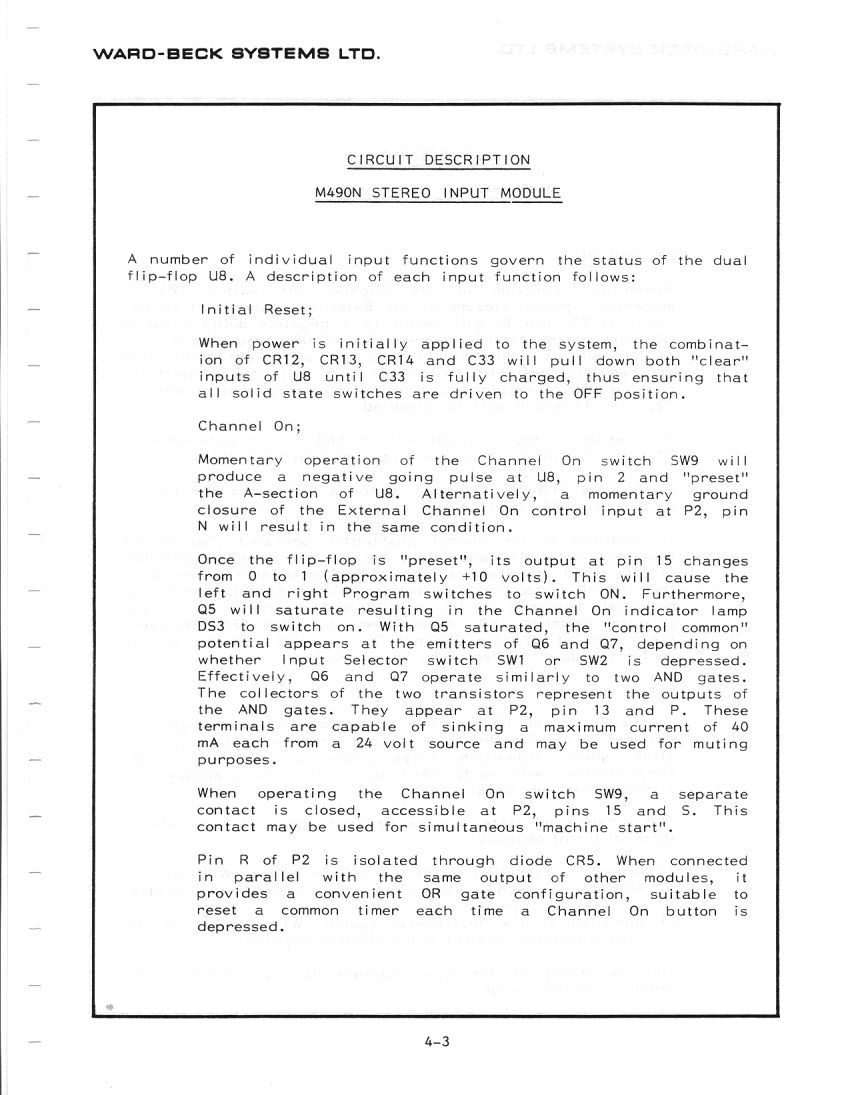 WARD-BECK SYSTEMS LTD.
CIRCUIT DESCRIPTION
M490N STEREO INPUT MODULE
A number of individual input functions govern the status of the dual
flip-flop U8. A description of each input function follows:
Initial Reset;
When power is initially applied to the system, the combinat-
ion of CR12, CR13, CR14 and C33 will pull down both "clear"
inputs of U8 until C33 is fully charged, thus ensuring that
all solid state switches are driven to the OFF position.
Channel On;
Momentary operation of the Channel On switch SW9 will
produce a negative going pulse at U8, pin 2 and "preset"
the A-section of U8. Alternatively, a momentary ground
closure of the External Channel On control input at P2, pin
N will result in the same condition.
Once the flip-flop is "preset", its output at pin 15 changes
from 0 to 1 (approximately +10 volts). This will cause the
left and right Program switches to switch ON. Furthermore,
Q5 will saturate resulting in the Channel On indicator lamp
DS3 to switch on. With Q5 saturated, the "control common"
potential appears at the emitters of Q6 and Q7, depending on
whether Input Selector switch SW1 or SW2 is depressed.
Effectively, Q6 and Q7 operate similarly to two AND gates.
The collectors of the two transistors represent the outputs of
the AND gates. They appear at P2, pin 13 and P. These
terminals are capable of sinking a maximum current of 40
mA each from a 24 volt source and may be used for muting
purposes.
When operating the Channel On switch SW9, a separate
contact is closed, accessible at P2, pins 15 and S. This
contact may be used for simultaneous "machine start".
Pin R of P2 is isolated through diode CR5. When connected
in parallel with the same output of other modules, it
provides a convenient OR gate configuration, suitable to
reset a common timer each time a Channel On button is
depressed.
4-3